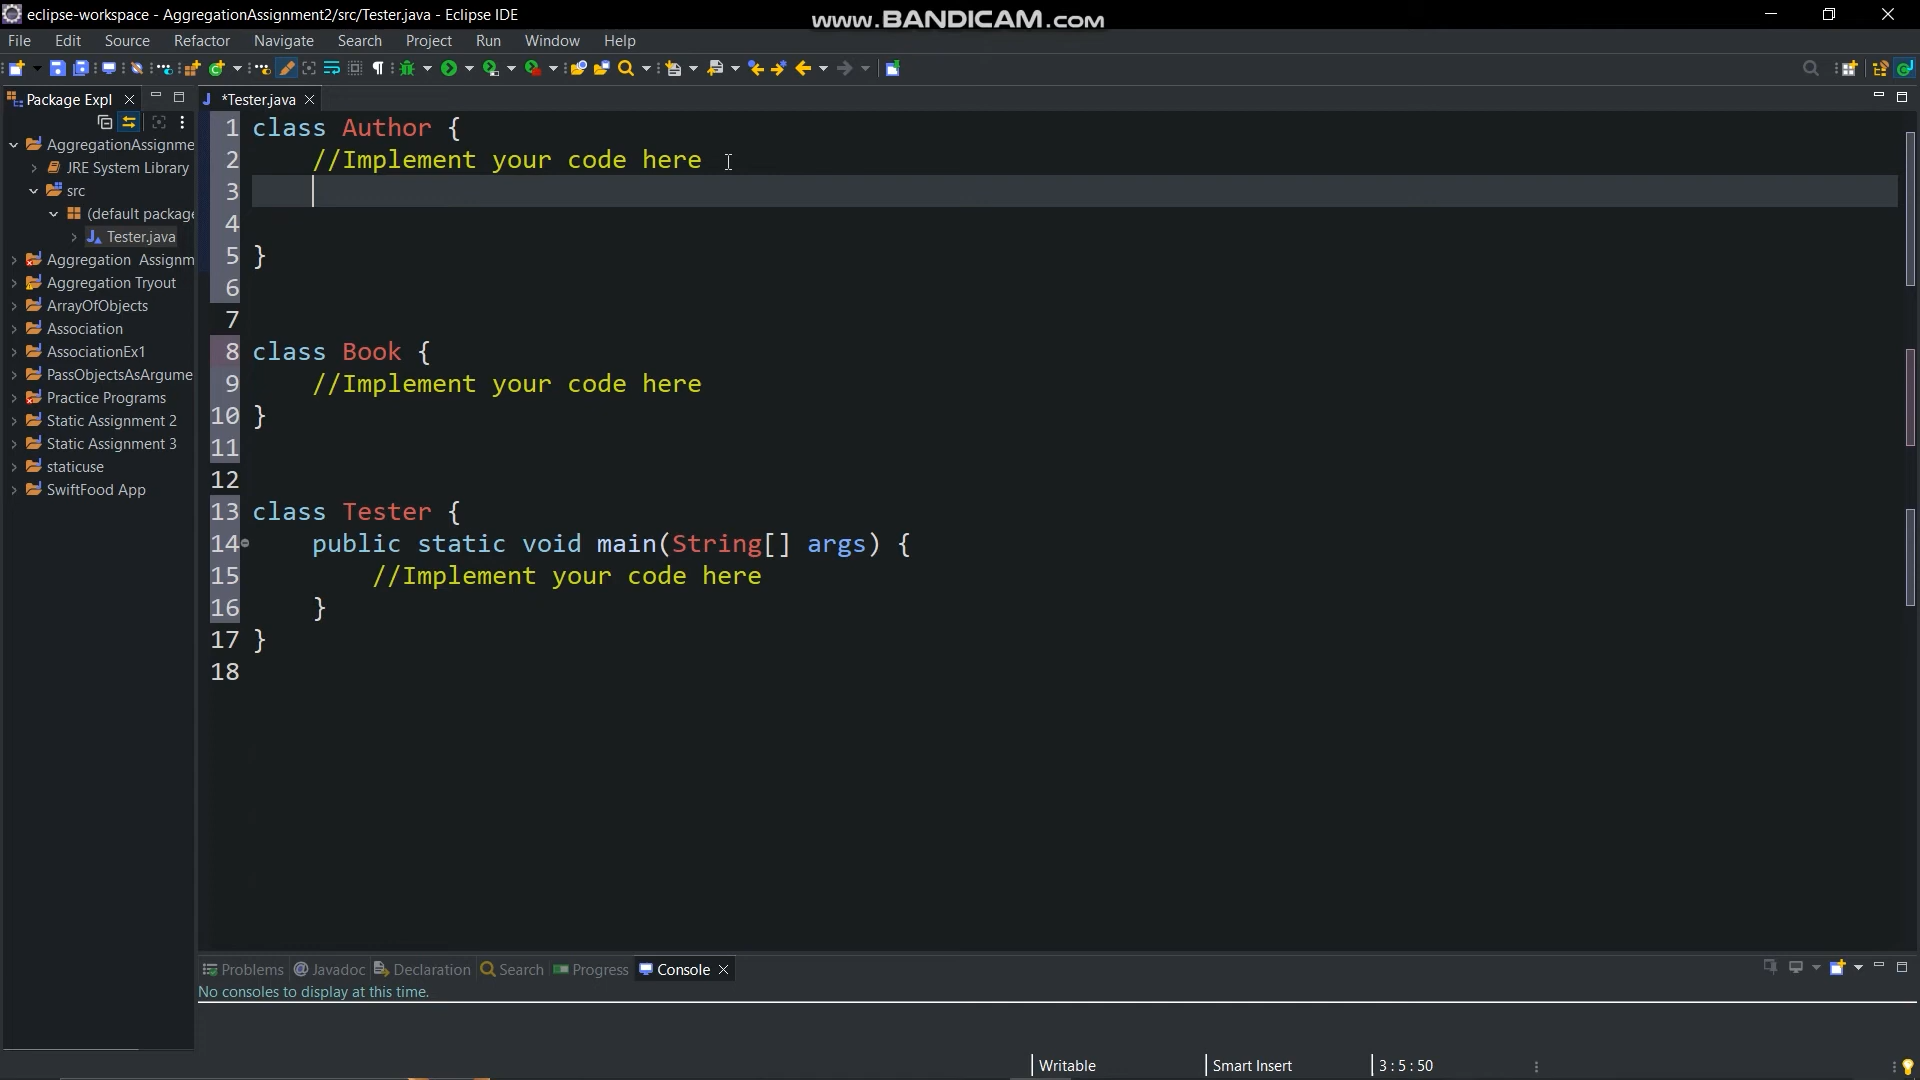 eclipse-workspace - AggregationAssignment2/src/Tester.java - Eclipse IDE
www.BANDICAM.com
File Edit Source Refactor Navigate Search Project Run Window Help
Package Expl
*Tester.java
AggregationAssignme
JRE System Library
src
(default package
Tester.java
Aggregation Assignm
Aggregation Tryout
ArrayOfObjects
Association
AssociationEx1
PassObjectsAsArgume
Practice Programs
Static Assignment 2
Static Assignment 3
staticuse
SwiftFood App
1 class Author {
2 //Implement your code here
3
4
5 }
6
7
8 class Book {
9 //Implement your code here
10 }
11
12
13 class Tester {
14 public static void main(String[] args) {
15 //Implement your code here
16 }
17 }
18
Problems Javadoc Declaration Search Progress Console
No consoles to display at this time.
Writable Smart Insert 3 : 5 : 50